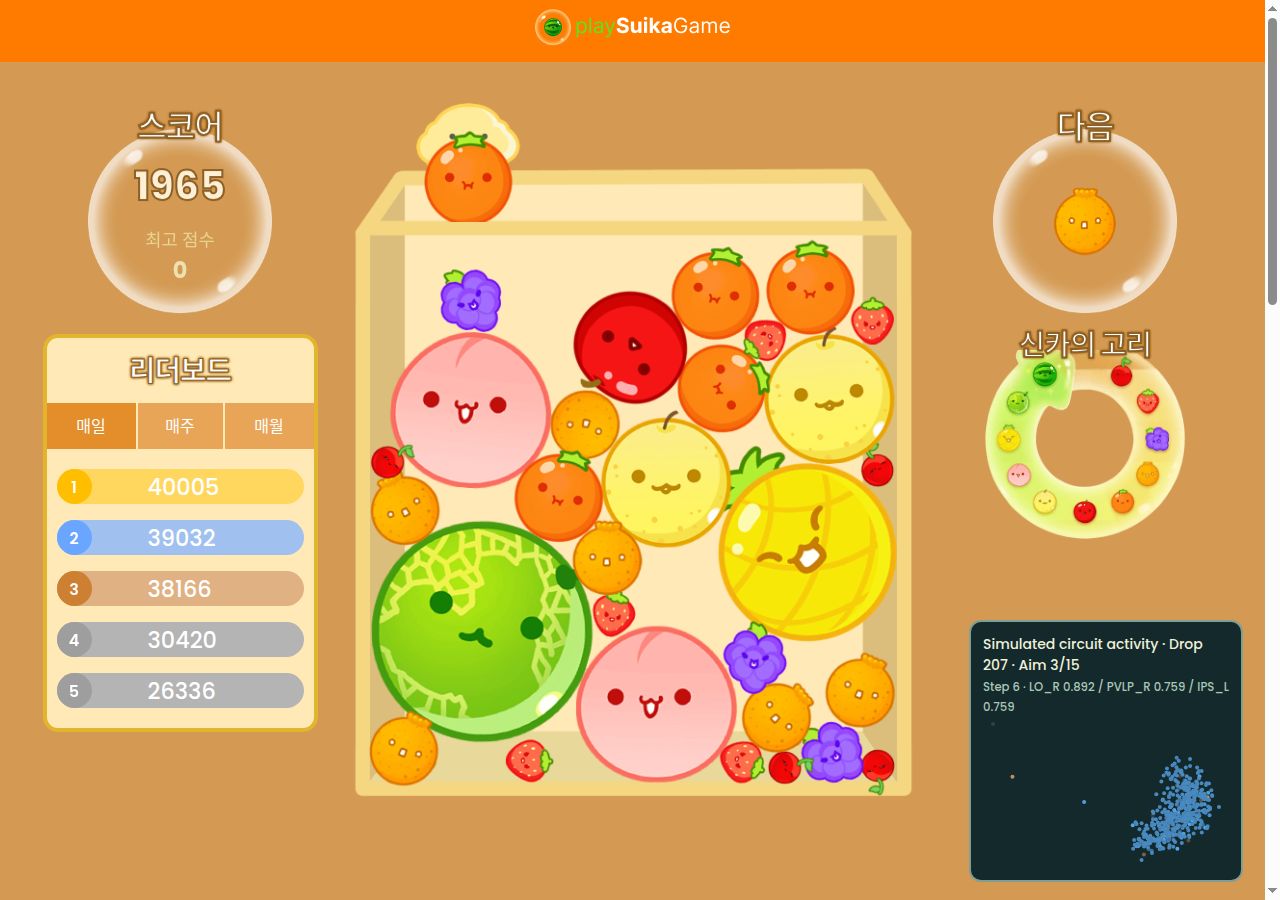 playSuikaGame
스코어
1965
최고 점수
0
다음
신카의 고리
리더보드
매일 매주 매월
1 40005
2 39032
3 38166
4 30420
5 26336
Simulated circuit activity · Drop
207 · Aim 3/15
Step 6 · LO_R 0.892 / PVLP_R 0.759 / IPS_L
0.759